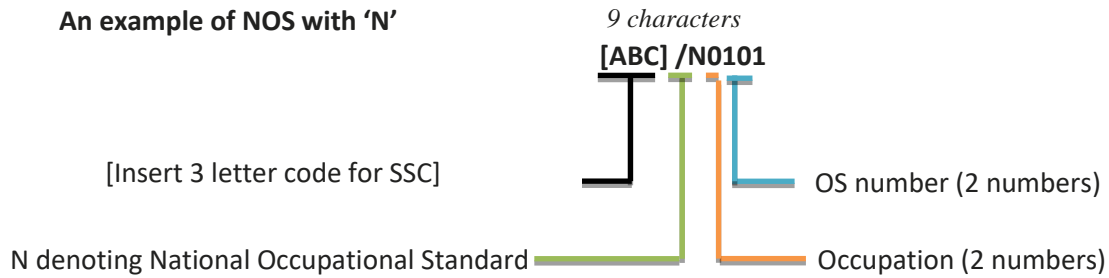 An example of NOS with ‘N’
9 characters
[ABC] /N0101
[Insert 3 letter code for SSC]
OS number (2 numbers)
N denoting National Occupational Standard
Occupation (2 numbers)